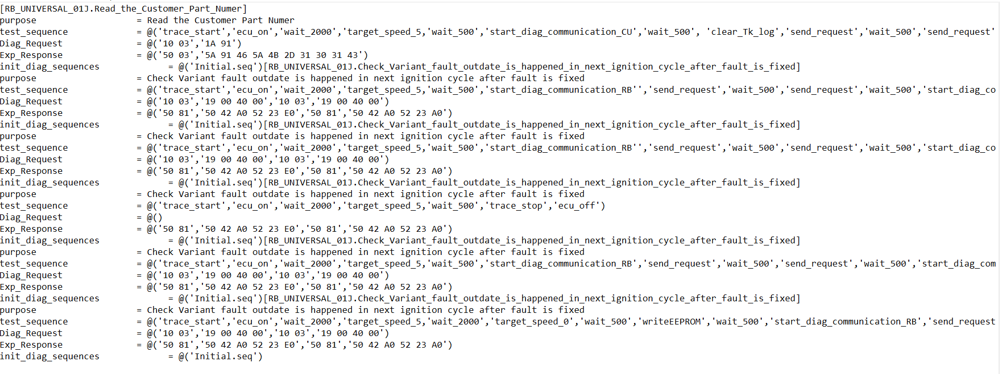 [RB_UNIVERSAL_01J.Read_the_Customer_Part_Numer]
purpose = Read the Customer Part Numer
test_sequence = @('trace_start','ecu_on','wait_2000','target_speed_5,'wait_500','start_diag_communication_CU','wait_500', 'clear_Tk_log','send_request','wait_500','send_request'
Diag_Request = @('10 03','1A 91')
Exp_Response = @('50 03','5A 91 46 5A 4B 2D 31 30 31 43')
init_diag_sequences = @('Initial.seq')[RB_UNIVERSAL_01J.Check_Variant_fault_outdate_is_happened_in_next_ignition_cycle_after_fault_is_fixed]
purpose = Check Variant fault outdate is happened in next ignition cycle after fault is fixed
test_sequence = @('trace_start','ecu_on','wait_2000','target_speed_5,'wait_500','start_diag_communication_RB'','send_request','wait_500','send_request','wait_500','start_diag_co
Diag_Request = @('10 03','19 00 40 00','10 03','19 00 40 00')
Exp_Response = @('50 81','50 42 A0 52 23 E0','50 81','50 42 A0 52 23 A0')
init_diag_sequences = @('Initial.seq')[RB_UNIVERSAL_01J.Check_Variant_fault_outdate_is_happened_in_next_ignition_cycle_after_fault_is_fixed]
purpose = Check Variant fault outdate is happened in next ignition cycle after fault is fixed
test_sequence = @('trace_start','ecu_on','wait_2000','target_speed_5,'wait_500','start_diag_communication_RB'','send_request','wait_500','send_request','wait_500','start_diag_co
Diag_Request = @('10 03','19 00 40 00','10 03','19 00 40 00')
Exp_Response = @('50 81','50 42 A0 52 23 E0','50 81','50 42 A0 52 23 A0')
init_diag_sequences = @('Initial.seq')[RB_UNIVERSAL_01J.Check_Variant_fault_outdate_is_happened_in_next_ignition_cycle_after_fault_is_fixed]
purpose = Check Variant fault outdate is happened in next ignition cycle after fault is fixed
test_sequence = @('trace_start','ecu_on','wait_2000','target_speed_5,'wait_500','trace_stop','ecu_off')
Diag_Request = @()
Exp_Response = @('50 81','50 42 A0 52 23 E0','50 81','50 42 A0 52 23 A0')
init_diag_sequences = @('Initial.seq')[RB_UNIVERSAL_01J.Check_Variant_fault_outdate_is_happened_in_next_ignition_cycle_after_fault_is_fixed]
purpose = Check Variant fault outdate is happened in next ignition cycle after fault is fixed
test_sequence = @('trace_start','ecu_on','wait_2000','target_speed_5,'wait_500','start_diag_communication_RB','send_request','wait_500','send_request','wait_500','start_diag_com
Diag_Request = @('10 03','19 00 40 00','10 03','19 00 40 00')
Exp_Response = @('50 81','50 42 A0 52 23 E0','50 81','50 42 A0 52 23 A0')
init_diag_sequences = @('Initial.seq')[RB_UNIVERSAL_01J.Check_Variant_fault_outdate_is_happened_in_next_ignition_cycle_after_fault_is_fixed]
purpose = Check Variant fault outdate is happened in next ignition cycle after fault is fixed
test_sequence = @('trace_start','ecu_on','wait_2000','target_speed_5,'wait_2000','target_speed_0','wait_500','writeEEPROM','wait_500','start_diag_communication_RB','send_request
Diag_Request = @('10 03','19 00 40 00','10 03','19 00 40 00')
Exp_Response = @('50 81','50 42 A0 52 23 E0','50 81','50 42 A0 52 23 A0')
init_diag_sequences = @('Initial.seq')